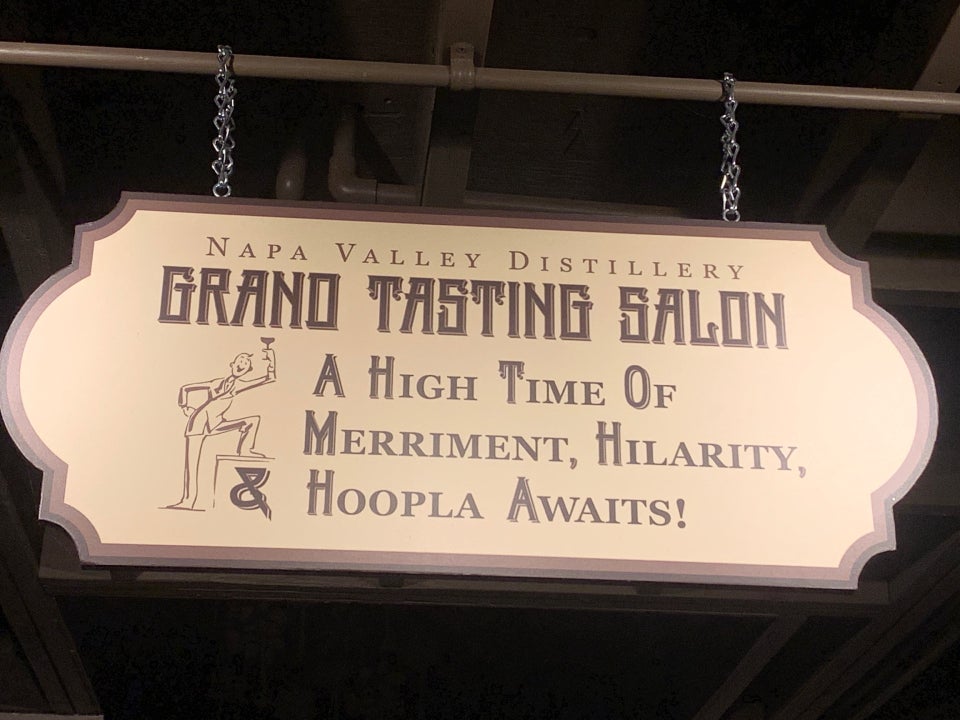 Napa Valley Distillery
GRAND TASTING SALON
A High Time Of
Merriment, Hilarity,
& Hoopla Awaits!